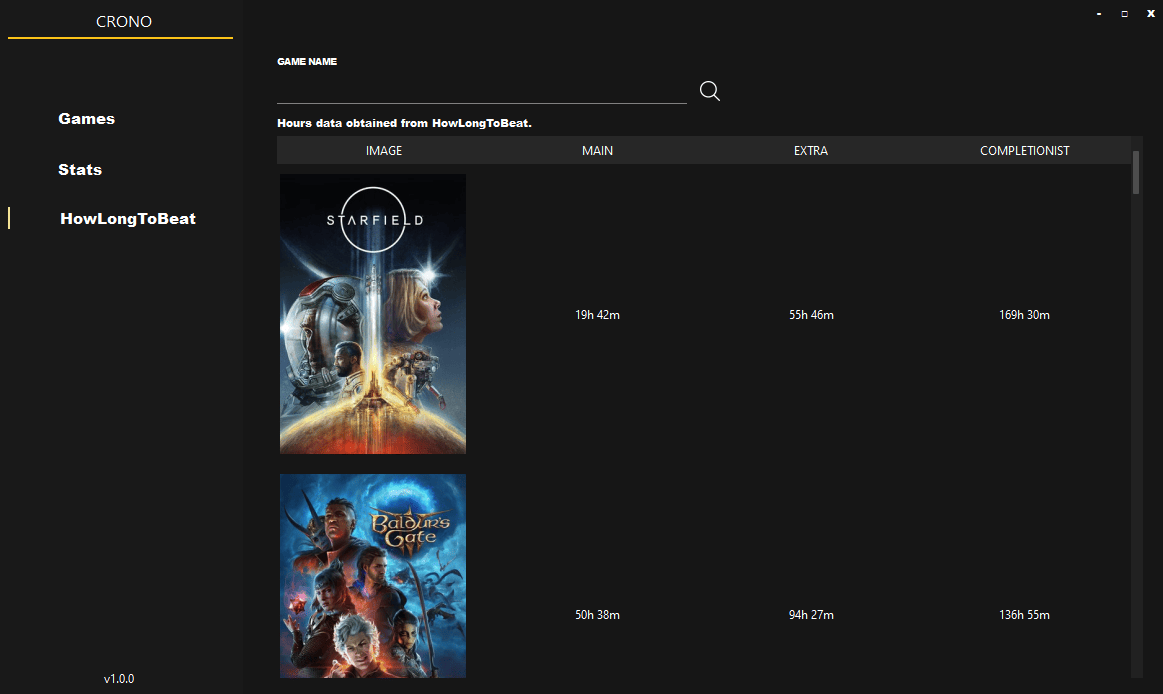 CRONO
- □ X
Games
Stats
HowLongToBeat
v1.0.0
GAME NAME
Hours data obtained from HowLongToBeat.
IMAGE MAIN EXTRA COMPLETIONIST
STARFIELD
19h 42m 55h 46m 169h 30m
Baldur's
Gate
50h 38m 94h 27m 136h 55m